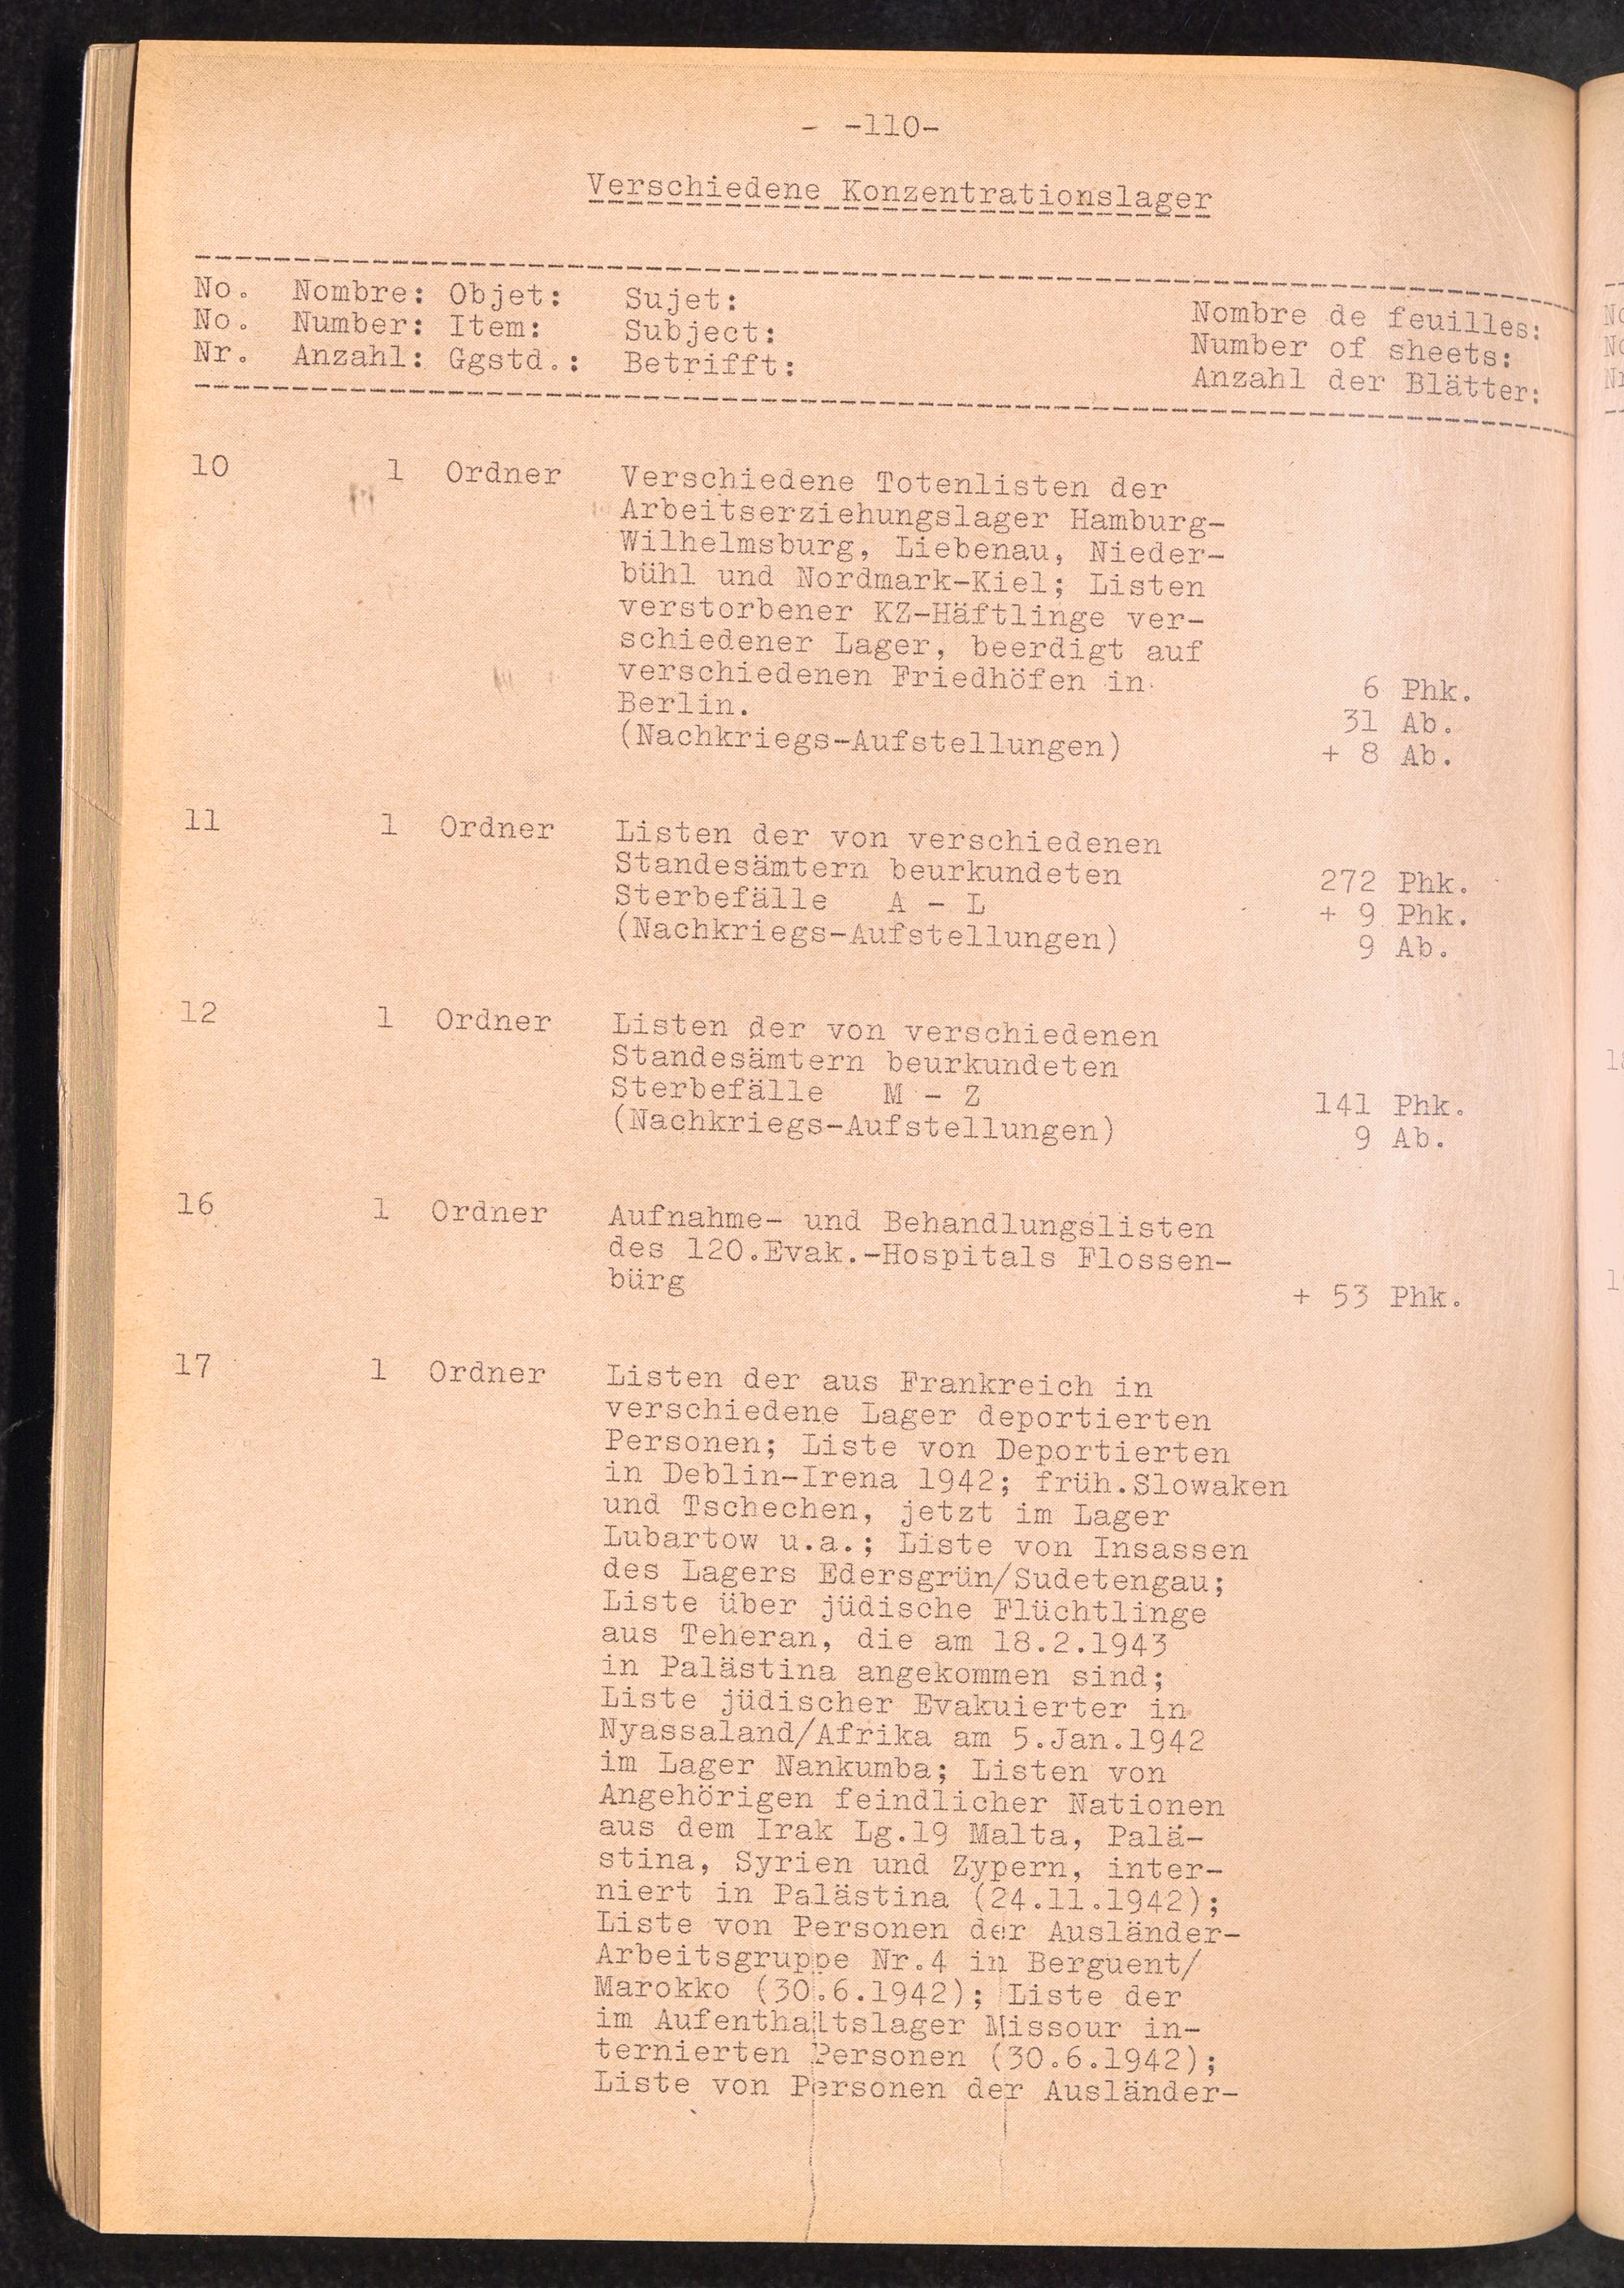 - -110-
Verschiedene Konzentrationslager
No. Nombre: Objet: Sujet: Nombre de feuilles:
No. Number: Item: Subject: Number of sheets:
Nr. Anzahl: Ggstd.: Betrifft: Anzahl der Blätter:
10 1 Ordner Verschiedene Totenlisten der
Arbeitserziehungslager Hamburg-
Wilhelmsburg, Liebenau, Nieder-
bühl und Nordmark-Kiel; Listen
verstorbener KZ-Häftlinge ver-
schiedener Lager, beerdigt auf
verschiedenen Friedhöfen in 6 Phk.
Berlin. 31 Ab.
(Nachkriegs-Aufstellungen) + 8 Ab.
11 1 Ordner Listen der von verschiedenen
Standesämtern beurkundeten 272 Phk.
Sterbefälle A - L + 9 Phk.
(Nachkriegs-Aufstellungen) 9 Ab.
12 1 Ordner Listen der von verschiedenen
Standesämtern beurkundeten
Sterbefälle M - Z 141 Phk.
(Nachkriegs-Aufstellungen) 9 Ab.
16 1 Ordner Aufnahme- und Behandlungslisten
des 120.Evak.-Hospitals Flossen-
bürg + 53 Phk.
17 1 Ordner Listen der aus Frankreich in
verschiedene Lager deportierten
Personen; Liste von Deportierten
in Deblin-Irena 1942; früh.Slowaken
und Tschechen, jetzt im Lager
Lubartow u.a.; Liste von Insassen
des Lagers Edersgrün/Sudetengau;
Liste über jüdische Flüchtlinge
aus Teheran, die am 18.2.1943
in Palästina angekommen sind;
Liste jüdischer Evakuierter in
Nyassaland/Afrika am 5.Jan.1942
im Lager Nankumba; Listen von
Angehörigen feindlicher Nationen
aus dem Irak Lg.19 Malta, Palä-
stina, Syrien und Zypern, inter-
niert in Palästina (24.11.1942);
Liste von Personen der Ausländer-
Arbeitsgruppe Nr.4 in Berguent/
Marokko (30.6.1942); Liste der
im Aufenthaltslager Missour in-
ternierten Personen (30.6.1942);
Liste von Personen der Ausländer-